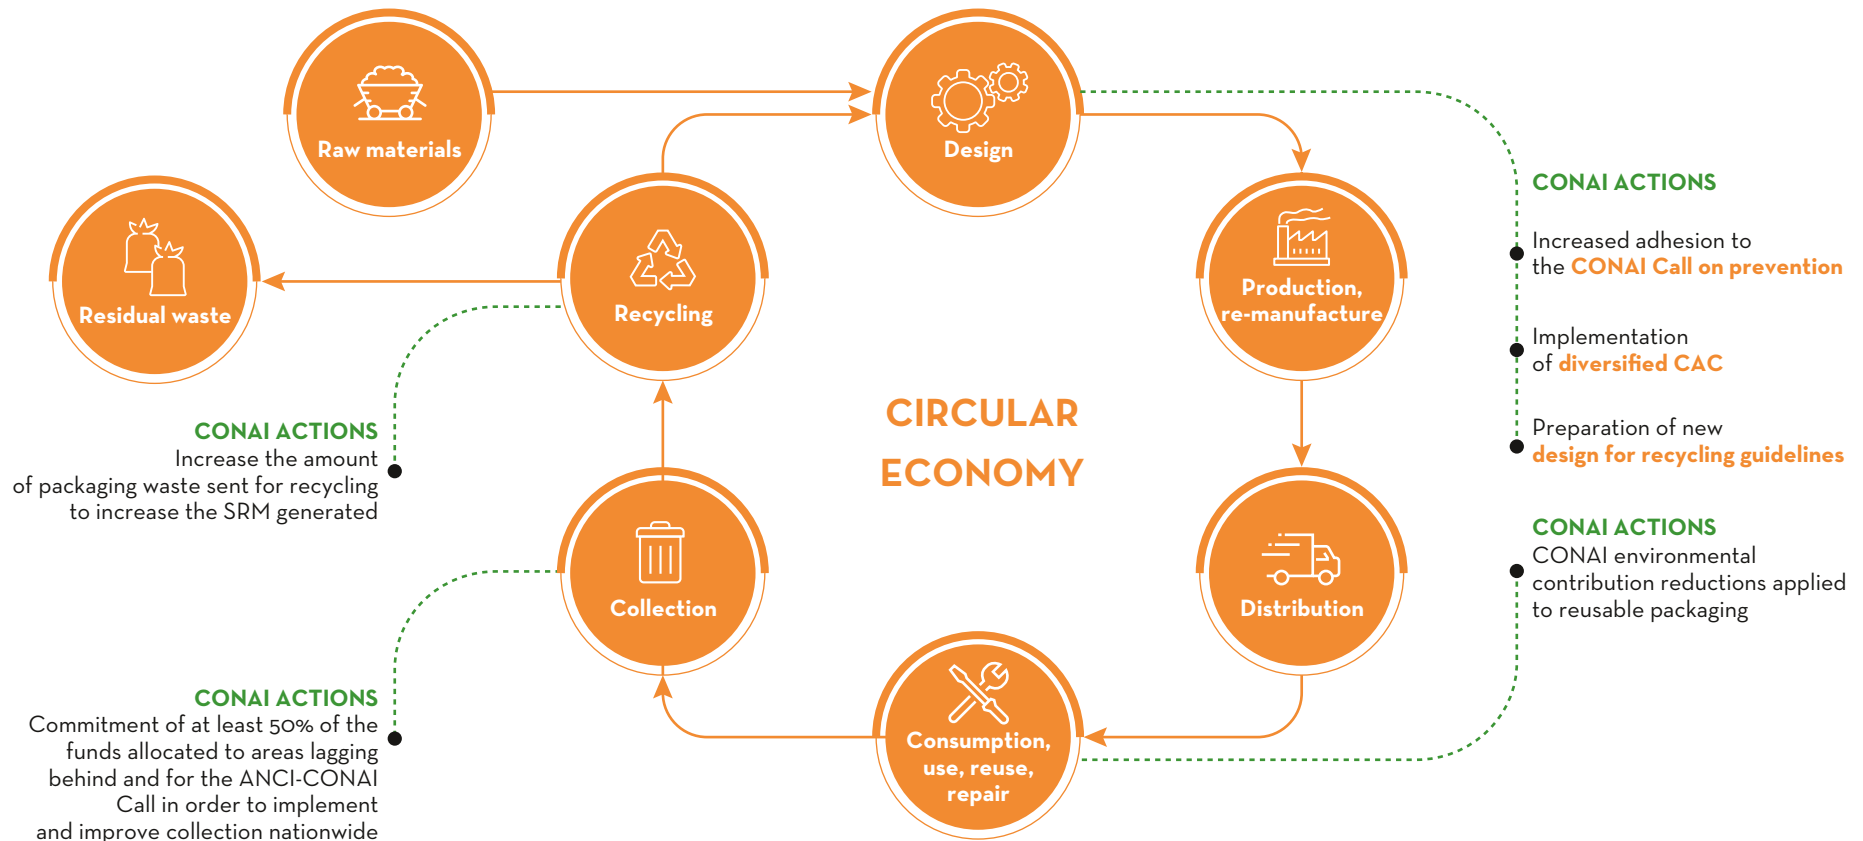 Raw materials
Design
Residual waste
Recycling
Production,
re-manufacture
CIRCULAR
ECONOMY
Collection
Distribution
Consumption,
use, reuse,
repair
CONAI ACTIONS
Increased adhesion to
the CONAI Call on prevention
Implementation
of diversified CAC
Preparation of new
design for recycling guidelines
CONAI ACTIONS
CONAI environmental
contribution reductions applied
to reusable packaging
CONAI ACTIONS
Increase the amount
of packaging waste sent for recycling
to increase the SRM generated
CONAI ACTIONS
Commitment of at least 50% of the
funds allocated to areas lagging
behind and for the ANCI-CONAI
Call in order to implement
and improve collection nationwide